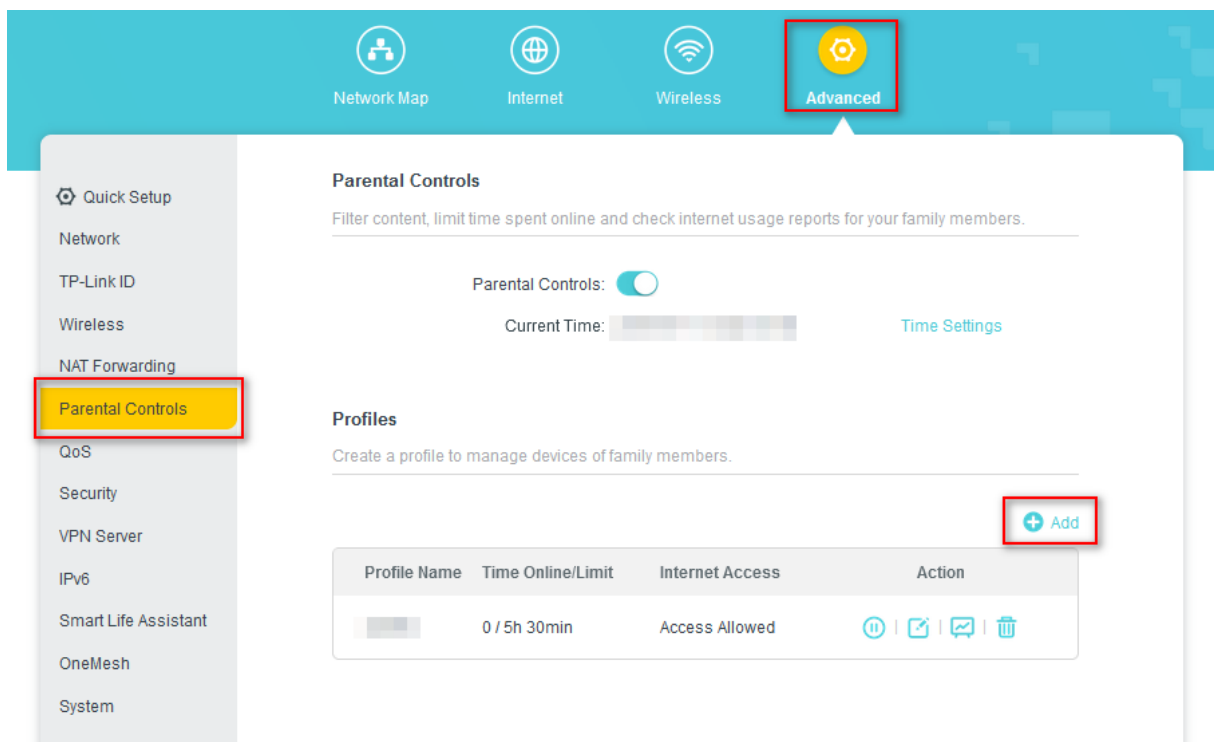 Network Map Internet Wireless Advanced
Quick Setup
Network
TP-Link ID
Wireless
NAT Forwarding
Parental Controls
QoS
Security
VPN Server
IPv6
Smart Life Assistant
OneMesh
System
Parental Controls
Filter content, limit time spent online and check internet usage reports for your family members.
Parental Controls:
Current Time: Time Settings
Profiles
Create a profile to manage devices of family members.
Add
Profile Name Time Online/Limit Internet Access Action
0 / 5h 30min Access Allowed